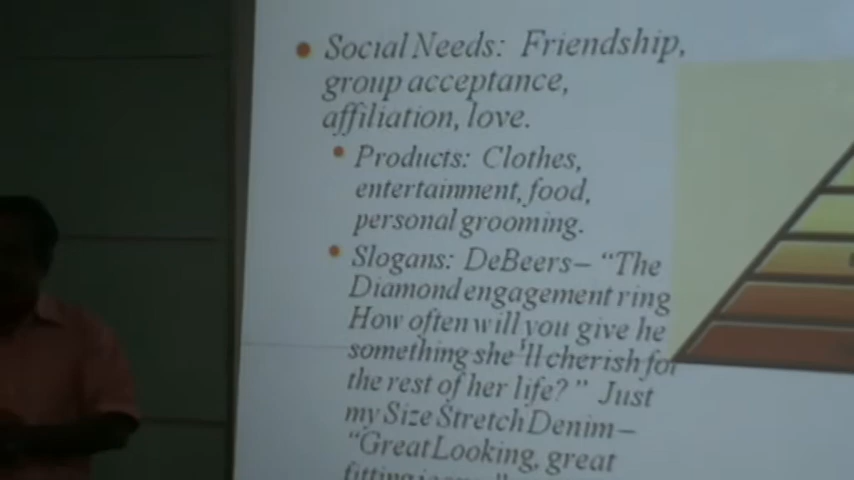 Social Needs: Friendship,
group acceptance,
affiliation, love.
Products: Clothes,
entertainment, food,
personal grooming.
Slogans: DeBeers– “The
Diamond engagement ring
How often will you give he
something she'll cherish for
the rest of her life?” Just
my Size Stretch Denim–
“Great Looking, great
fitting